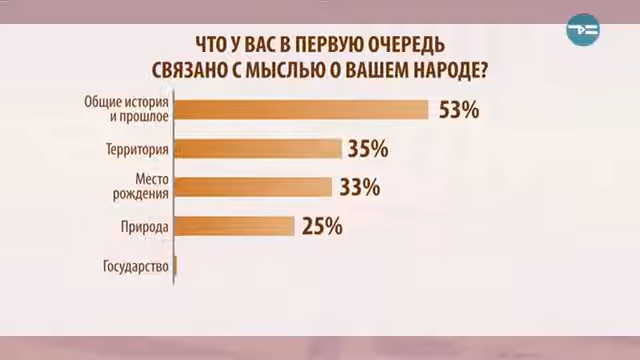 ЧТО У ВАС В ПЕРВУЮ ОЧЕРЕДЬ
СВЯЗАНО С МЫСЛЬЮ О ВАШЕМ НАРОДЕ?
Общие история
и прошлое
53%
Территория
35%
Место
рождения
33%
Природа
25%
Государство